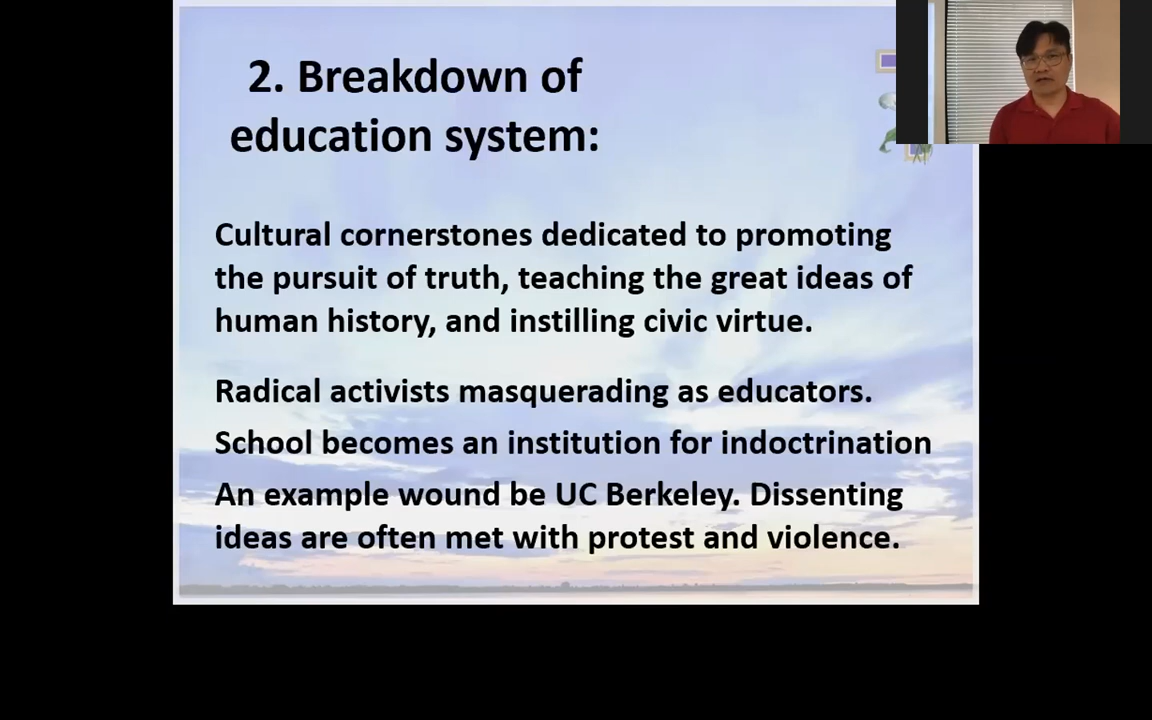 2. Breakdown of
education system:
Cultural cornerstones dedicated to promoting
the pursuit of truth, teaching the great ideas of
human history, and instilling civic virtue.
Radical activists masquerading as educators.
School becomes an institution for indoctrination
An example wound be UC Berkeley. Dissenting
ideas are often met with protest and violence.